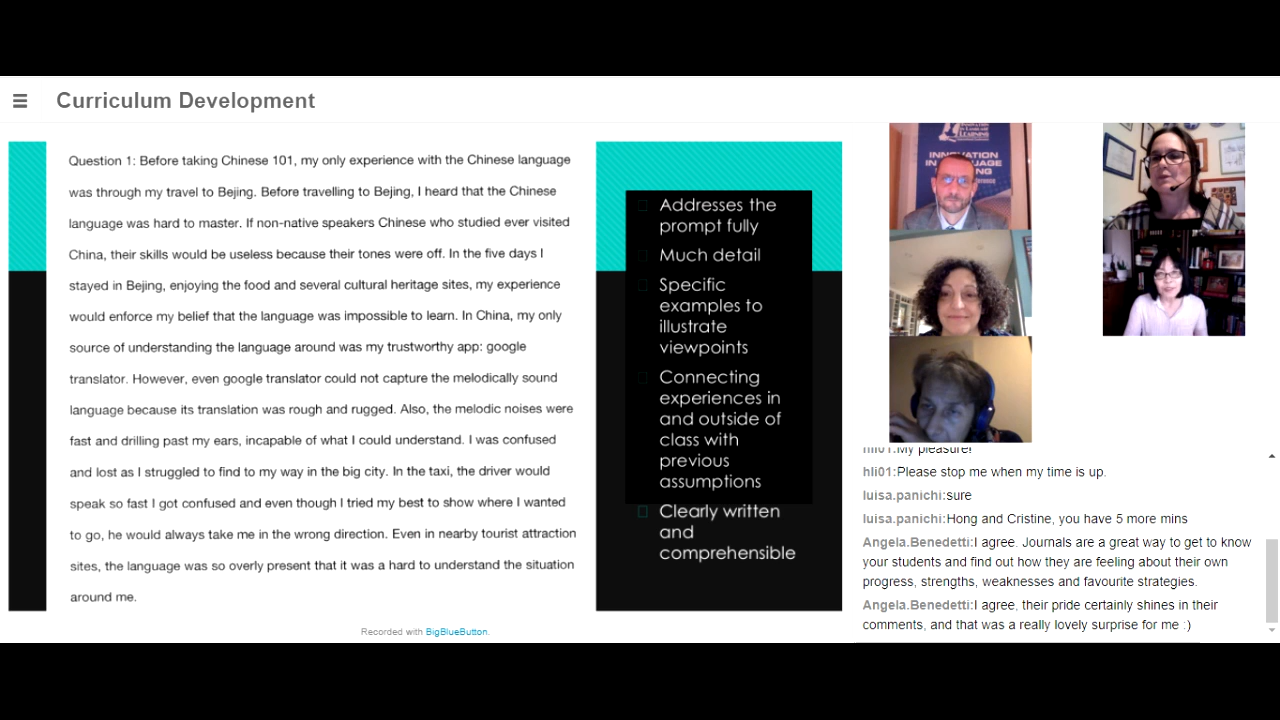 Curriculum Development
Question 1: Before taking Chinese 101, my only experience with the Chinese language
was through my travel to Bejing. Before travelling to Bejing, I heard that the Chinese
language was hard to master. If non-native speakers Chinese who studied ever visited
China, their skills would be useless because their tones were off. In the five days I
stayed in Bejing, enjoying the food and several cultural heritage sites, my experience
would enforce my belief that the language was impossible to learn. In China, my only
source of understanding the language around was my trustworthy app: google
translator. However, even google translator could not capture the melodically sound
language because its translation was rough and rugged. Also, the melodic noises were
fast and drilling past my ears, incapable of what I could understand. I was confused
and lost as I struggled to find to my way in the big city. In the taxi, the driver would
speak so fast I got confused and even though I tried my best to show where I wanted
to go, he would always take me in the wrong direction. Even in nearby tourist attraction
sites, the language was so overly present that it was a hard to understand the situation
around me.
Addresses the
prompt fully
Much detail
Specific
examples to
illustrate
viewpoints
Connecting
experiences in
and outside of
class with
previous
assumptions
Clearly written
and
comprehensible
Recorded with BigBlueButton.
INNOVATION
hli01:My pleasure!
hli01:Please stop me when my time is up.
luisa.panichi:sure
luisa.panichi:Hong and Cristine, you have 5 more mins
Angela.Benedetti:I agree. Journals are a great way to get to know
your students and find out how they are feeling about their own
progress, strengths, weaknesses and favourite strategies.
Angela.Benedetti:I agree, their pride certainly shines in their
comments, and that was a really lovely surprise for me :)